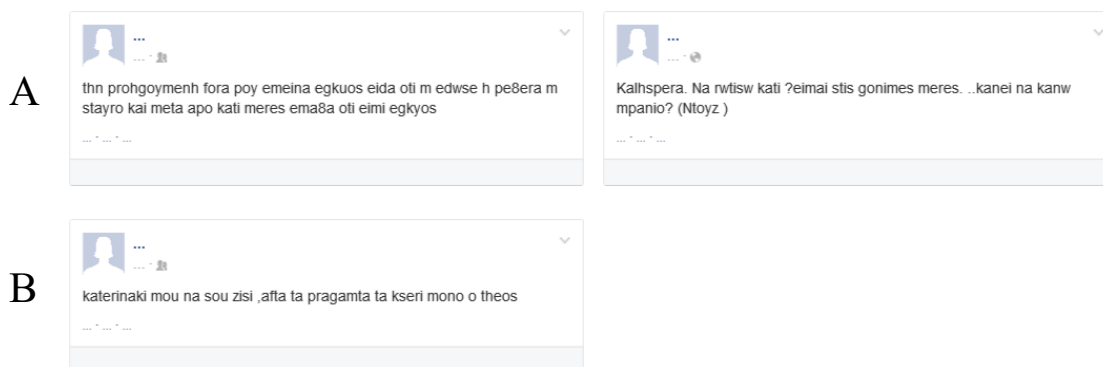 A
...
... ·
thn prohgoymenh fora poy emeina egkuos eida oti m edwse h pe8era m
stayro kai meta apo kati meres ema8a oti eimi egkyos
... · ... · ...
...
... ·
Kalhspera. Na rwtisw kati ?eimai stis gonimes meres. ..kanei na kanw
mpanio? (Ntoyz )
... · ... · ...
B
...
... ·
katerinaki mou na sou zisi ,afta ta pragamta ta kseri mono o theos
... · ... · ...